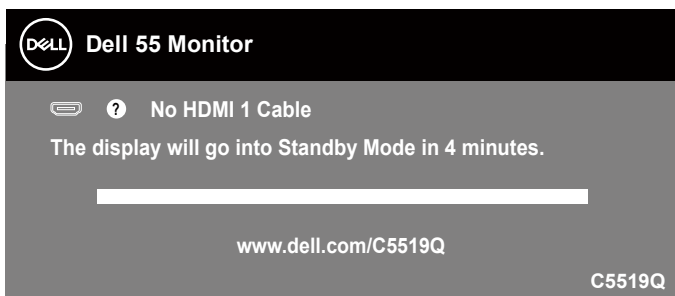 DELL Dell 55 Monitor
? No HDMI 1 Cable
The display will go into Standby Mode in 4 minutes.
www.dell.com/C5519Q
C5519Q